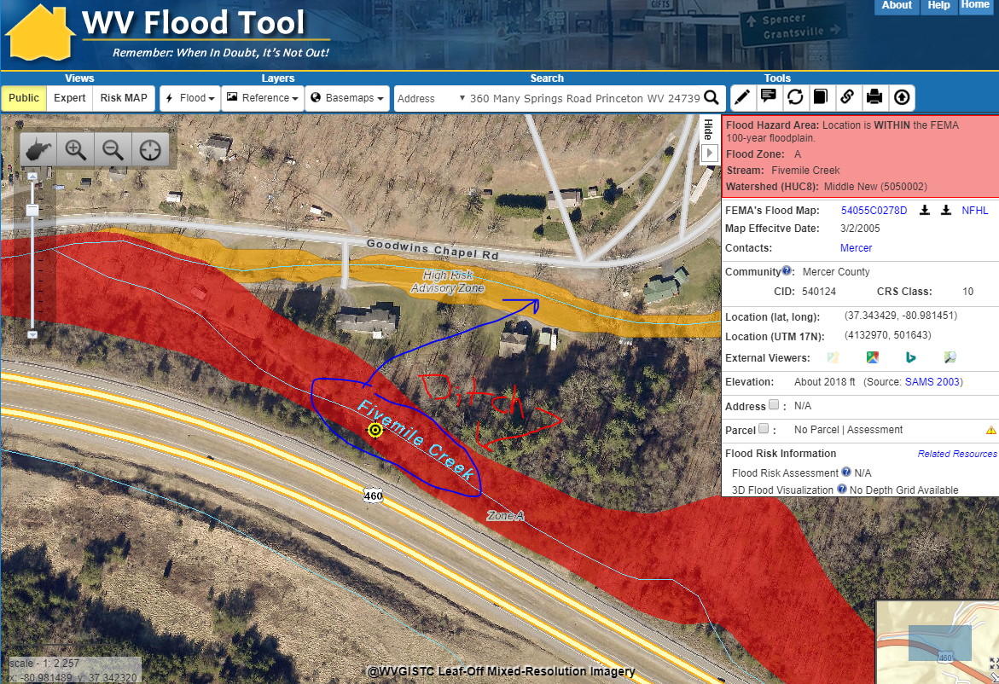 WV Flood Tool
Remember: When In Doubt, It's Not Out!
GIFTS
Spencer
Grantsville
About Help Home
Views Layers Search Tools
Public Expert Risk MAP Flood Reference Basemaps Address 360 Many Springs Road Princeton WV 24739
Hide
Flood Hazard Area: Location is WITHIN the FEMA
100-year floodplain.
Flood Zone: A
Stream: Fivemile Creek
Watershed (HUC8): Middle New (5050002)
FEMA's Flood Map: 54055C0278D NFHL
Map Effecitve Date: 3/2/2005
Contacts: Mercer
Community: Mercer County
CID: 540124 CRS Class: 10
Location (lat, long): (37.343429, -80.981451)
Location (UTM 17N): (4132970, 501643)
External Viewers:
Elevation: About 2018 ft (Source: SAMS 2003)
Address : N/A
Parcel : No Parcel | Assessment
Flood Risk Information Related Resources
Flood Risk Assessment N/A
3D Flood Visualization No Depth Grid Available
Goodwins Chapel Rd
High Risk
Advisory Zone
Ditch
Fivemile Creek
460
Zone A
460
scale - 1: 2,257
x: -80.981489 y: 37.342320
@WVGISTC Leaf-Off Mixed-Resolution Imagery